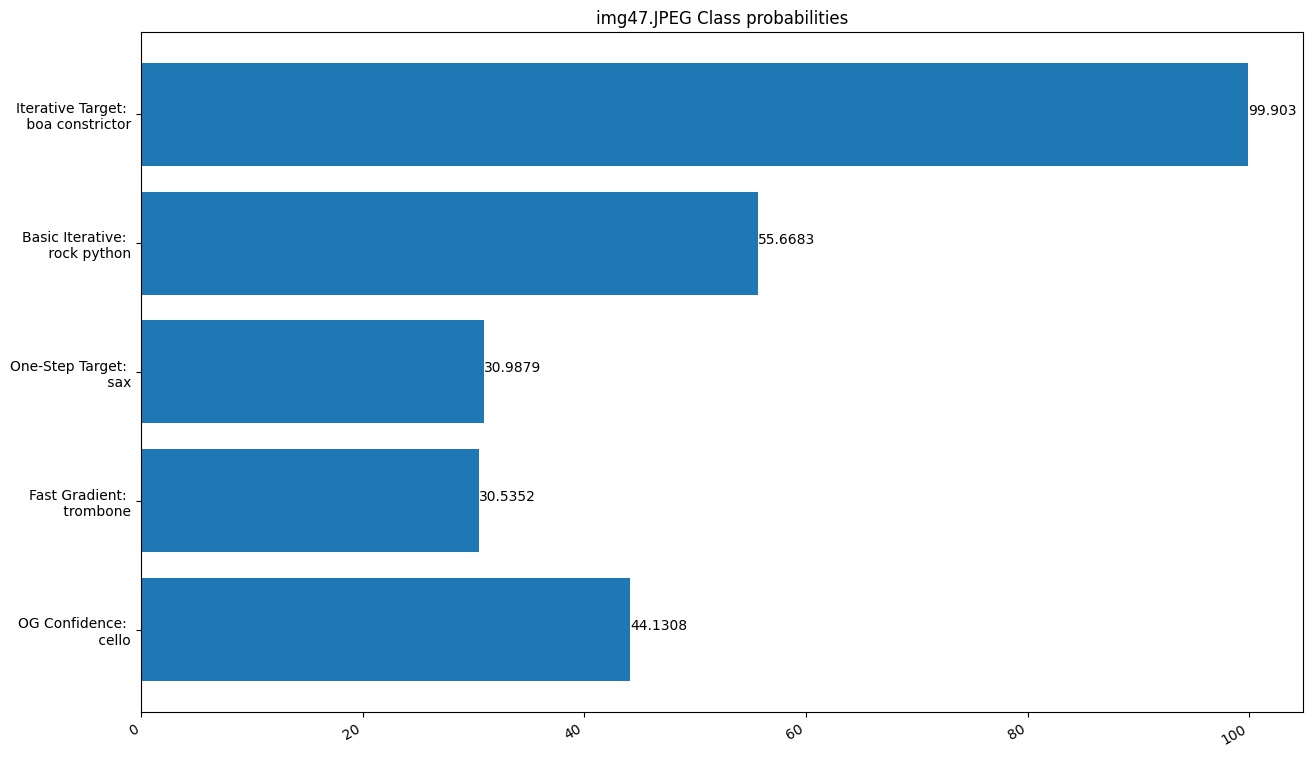 img47.JPEG Class probabilities
Iterative Target:
boa constrictor
99.903
Basic Iterative:
rock python
55.6683
One-Step Target:
sax
30.9879
Fast Gradient:
trombone
30.5352
OG Confidence:
cello
44.1308
0
20
40
60
80
100